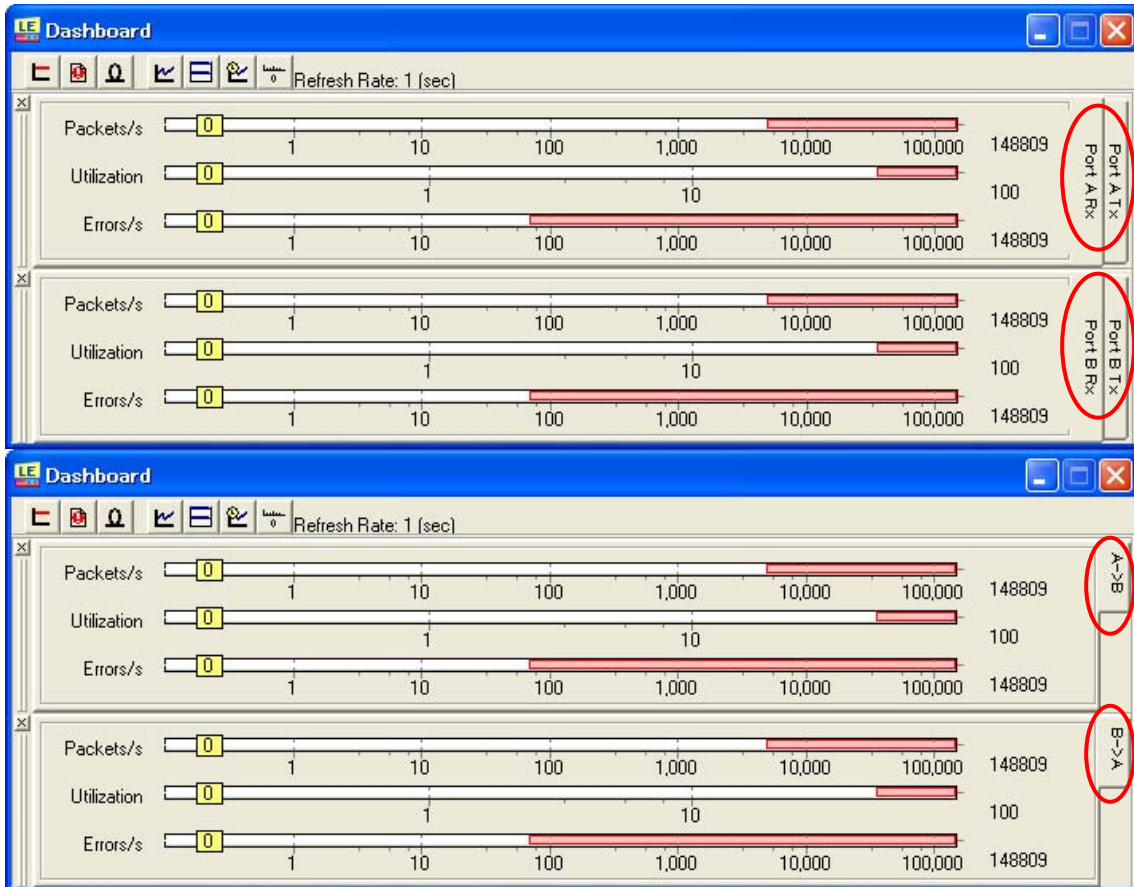 LE Dashboard
Refresh Rate: 1 (sec)
Packets/s 0 148809
1 10 100 1,000 10,000 100,000
Utilization 0 100
1 10
Errors/s 0 148809
1 10 100 1,000 10,000 100,000
Port A Rx
Port A Tx
Packets/s 0 148809
1 10 100 1,000 10,000 100,000
Utilization 0 100
1 10
Errors/s 0 148809
1 10 100 1,000 10,000 100,000
Port B Rx
Port B Tx
LE Dashboard
Refresh Rate: 1 (sec)
Packets/s 0 148809
1 10 100 1,000 10,000 100,000
Utilization 0 100
1 10
Errors/s 0 148809
1 10 100 1,000 10,000 100,000
A->B
Packets/s 0 148809
1 10 100 1,000 10,000 100,000
Utilization 0 100
1 10
Errors/s 0 148809
1 10 100 1,000 10,000 100,000
B->A